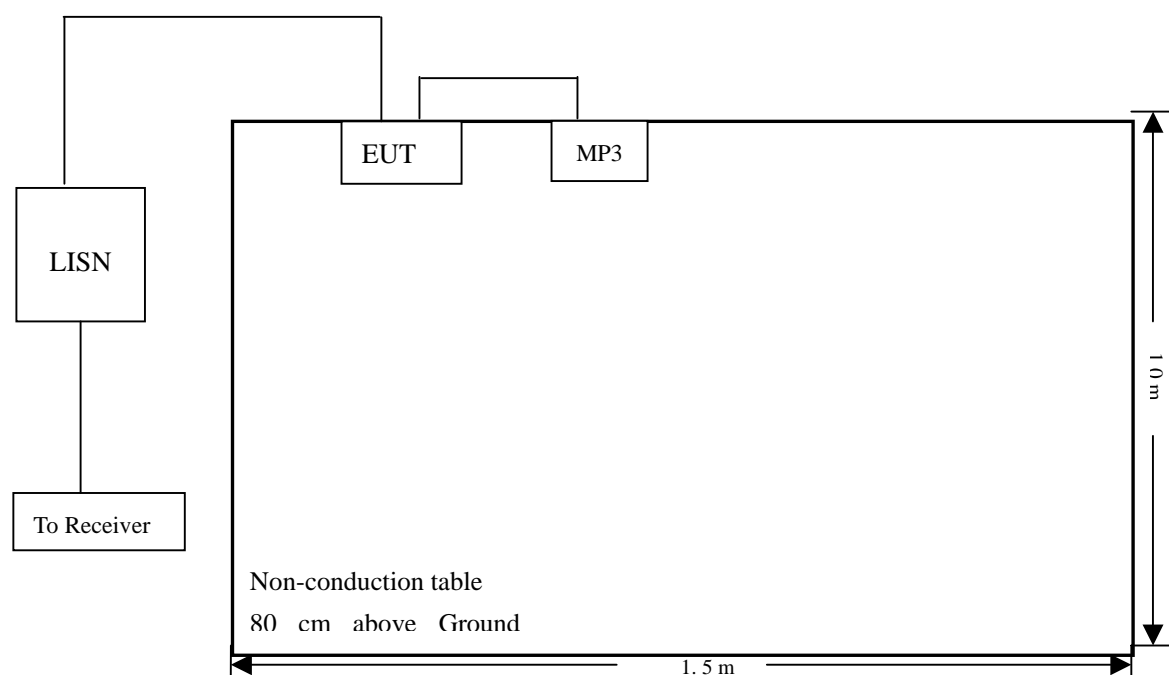 EUT
MP3
LISN
1 0 m
To Receiver
Non-conduction table
80 cm above Ground
1. 5 m